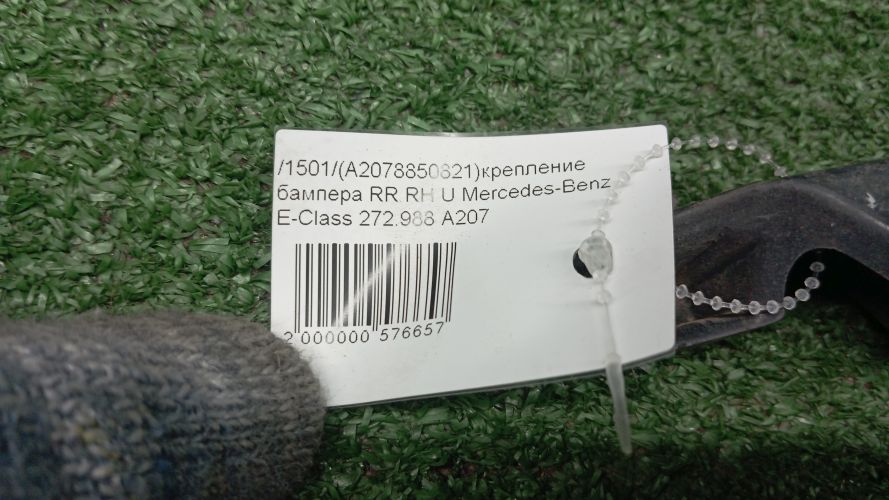 /1501/(A2078850821)крепление
бампера RR RH U Mercedes-Benz
E-Class 272.988 A207
2 000000 576657